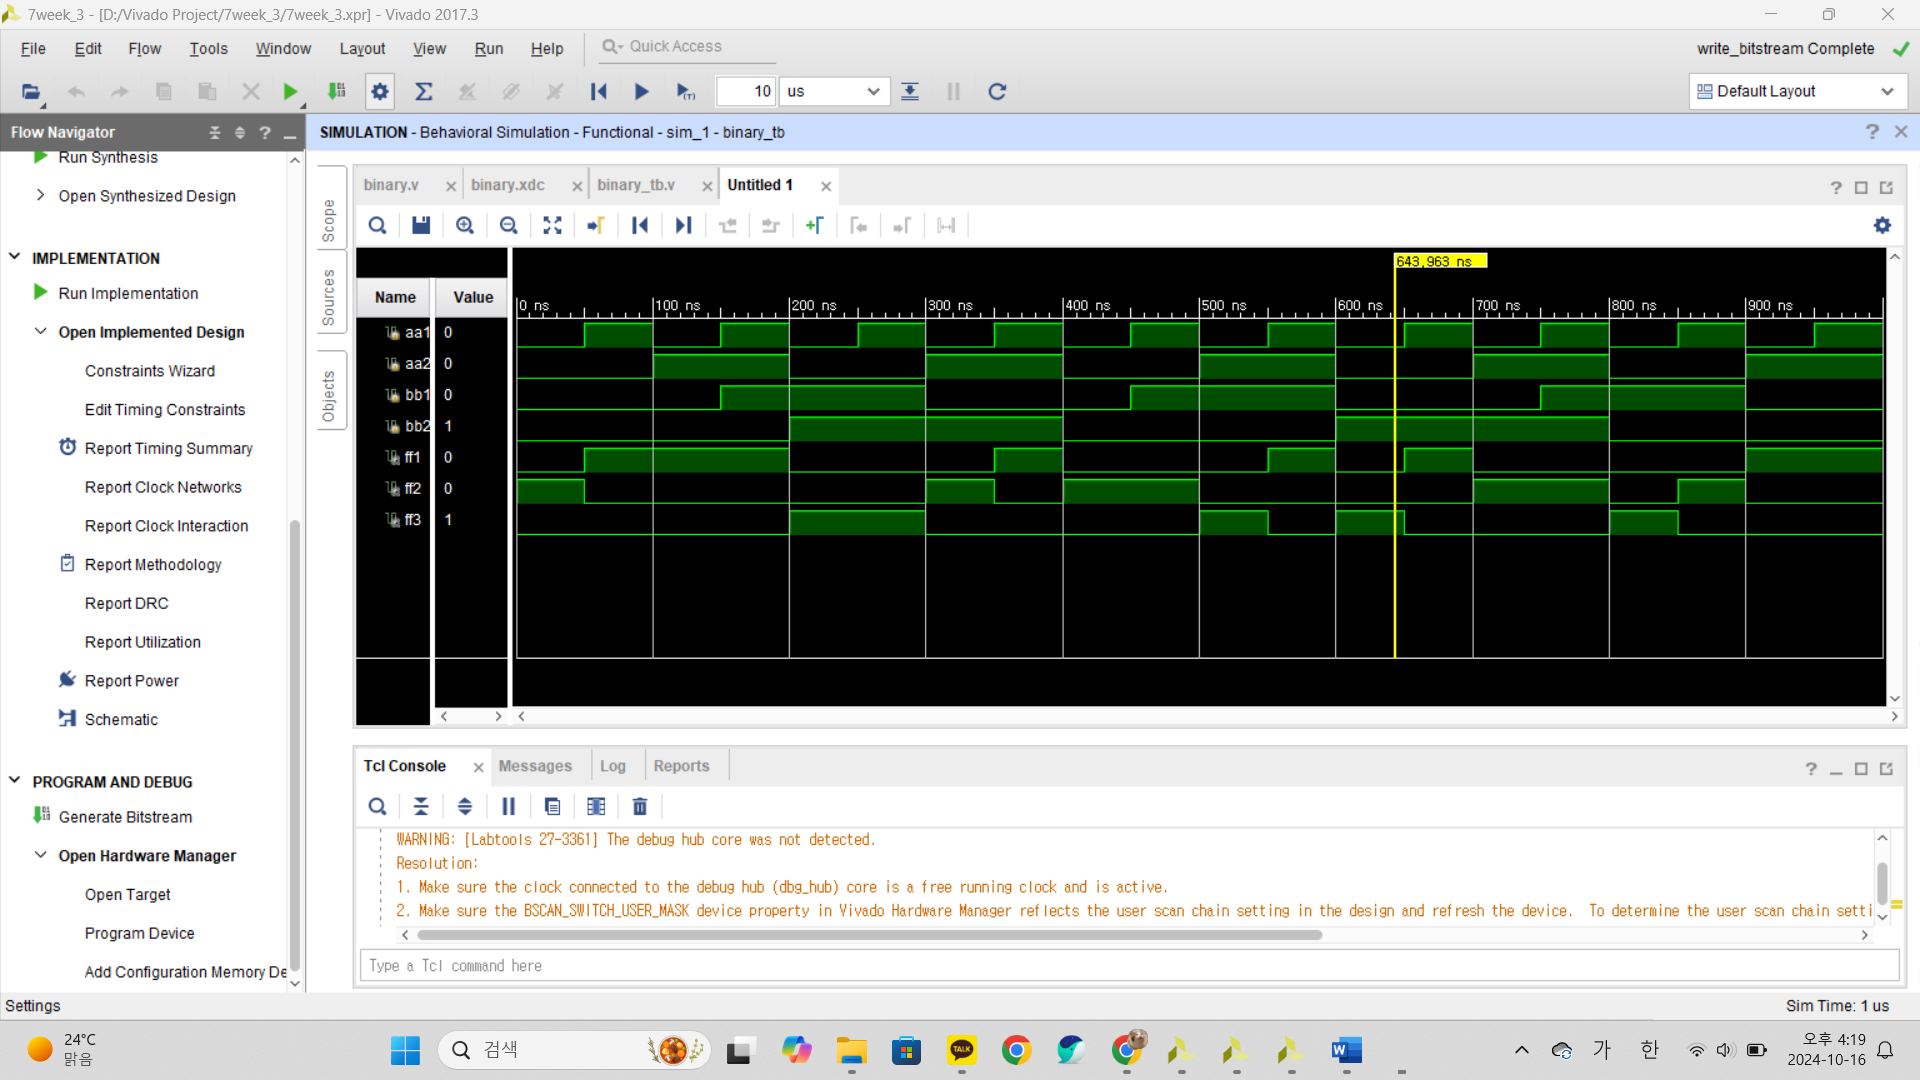 7week_3 - [D:/Vivado Project/7week_3/7week_3.xpr] - Vivado 2017.3
File Edit Flow Tools Window Layout View Run Help Quick Access
write_bitstream Complete
10 us
Default Layout
Flow Navigator
SIMULATION - Behavioral Simulation - Functional - sim_1 - binary_tb
Run Synthesis
Open Synthesized Design
IMPLEMENTATION
Run Implementation
Open Implemented Design
Constraints Wizard
Edit Timing Constraints
Report Timing Summary
Report Clock Networks
Report Clock Interaction
Report Methodology
Report DRC
Report Utilization
Report Power
Schematic
PROGRAM AND DEBUG
Generate Bitstream
Open Hardware Manager
Open Target
Program Device
Add Configuration Memory De
Scope
Sources
Objects
binary.v binary.xdc binary_tb.v Untitled 1
643.963 ns
Name Value
0 ns 100 ns 200 ns 300 ns 400 ns 500 ns 600 ns 700 ns 800 ns 900 ns
aa1 0
aa2 0
bb1 0
bb2 1
ff1 0
ff2 0
ff3 1
Tcl Console Messages Log Reports
WARNING: [Labtools 27-3361] The debug hub core was not detected.
Resolution:
1. Make sure the clock connected to the debug hub (dbg_hub) core is a free running clock and is active.
2. Make sure the BSCAN_SWITCH_USER_MASK device property in Vivado Hardware Manager reflects the user scan chain setting in the design and refresh the device. To determine the user scan chain setti
Type a Tcl command here
Settings
Sim Time: 1 us
24°C
맑음
검색
TALK
가 한
오후 4:19
2024-10-16